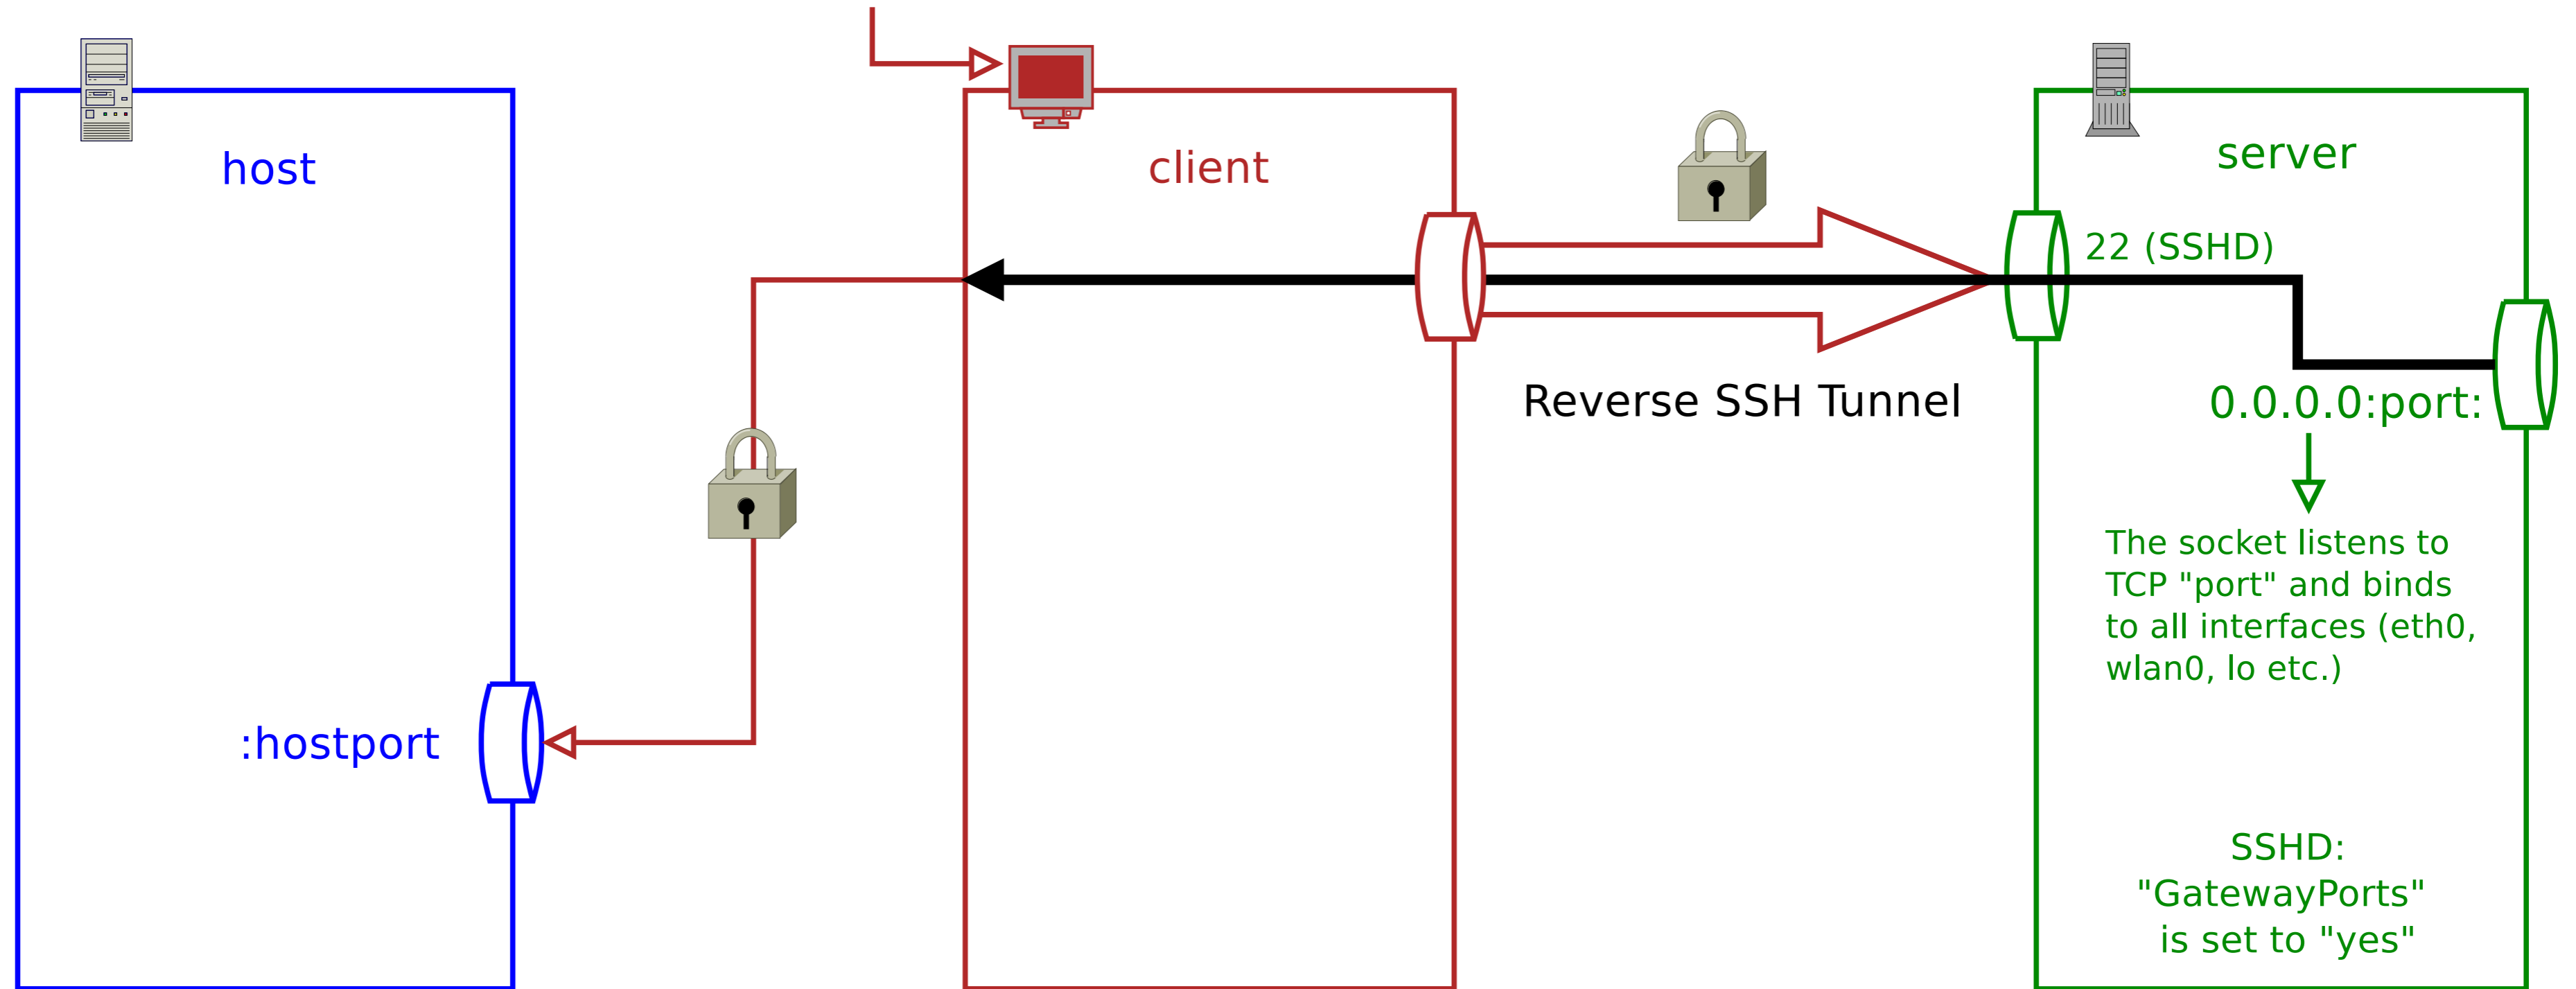 host
client
server
22 (SSHD)
Reverse SSH Tunnel
0.0.0.0:port:
The socket listens to
TCP "port" and binds
to all interfaces (eth0,
wlan0, lo etc.)
:hostport
SSHD:
"GatewayPorts"
is set to "yes"